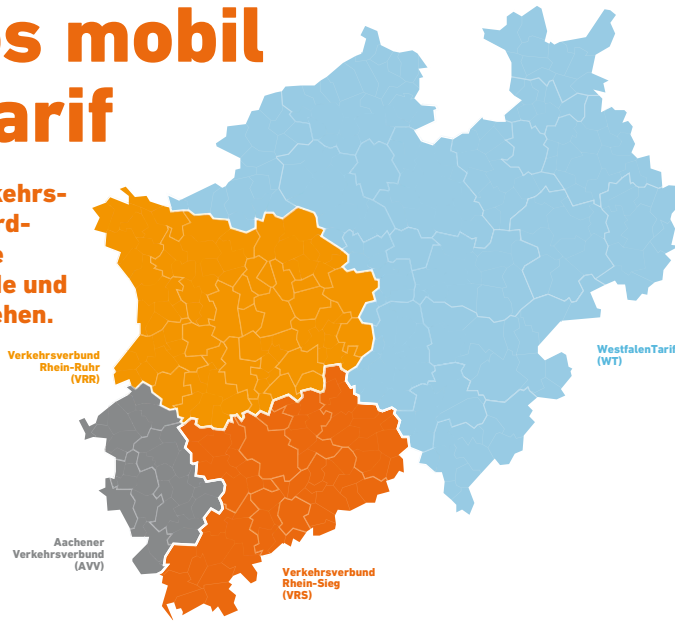 s mobil
arif
kehrs-
rd-
e
le und
ehen.
Verkehrsverbund
Rhein-Ruhr
(VRR)
WestfalenTarif
(WT)
Aachener
Verkehrsverbund
(AVV)
Verkehrsverbund
Rhein-Sieg
(VRS)